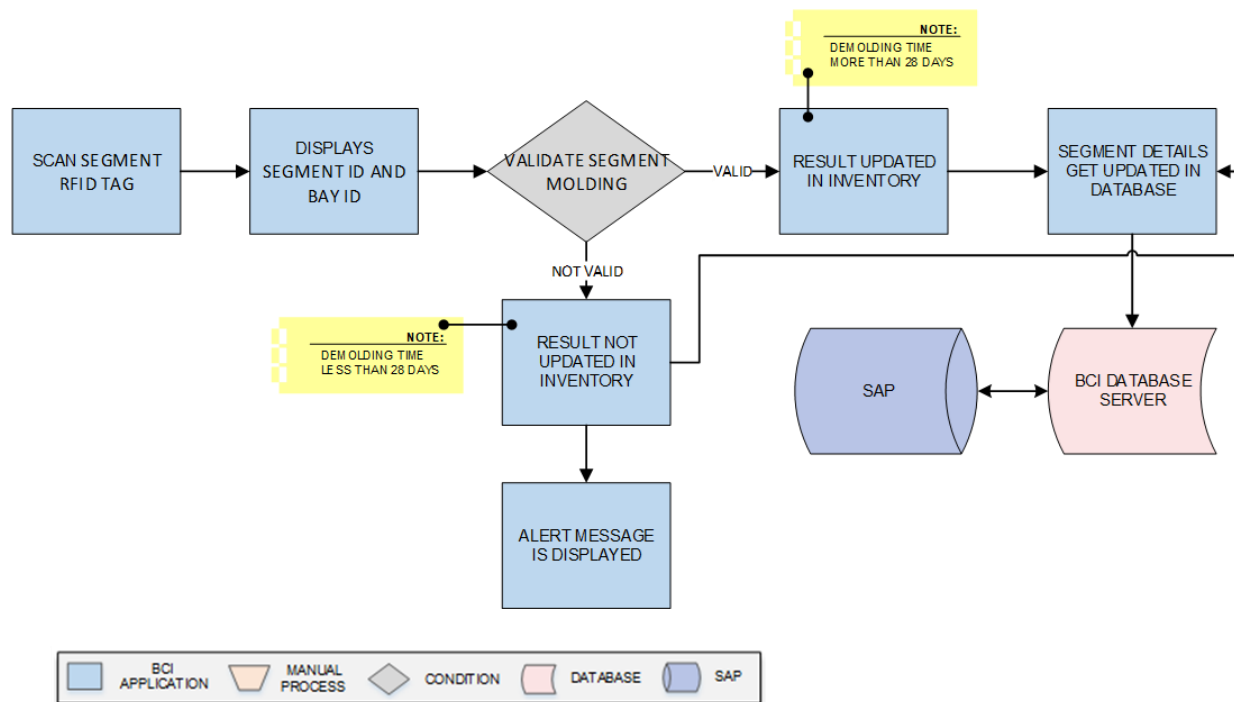 NOTE:
DEMOLDING TIME
MORE THAN 28 DAYS
SCAN SEGMENT
RFID TAG
DISPLAYS
SEGMENT ID AND
BAY ID
VALIDATE SEGMENT
MOLDING
VALID
RESULT UPDATED
IN INVENTORY
SEGMENT DETAILS
GET UPDATED IN
DATABASE
NOT VALID
NOTE:
DEMOLDING TIME
LESS THAN 28 DAYS
RESULT NOT
UPDATED IN
INVENTORY
SAP
BCI DATABASE
SERVER
ALERT MESSAGE
IS DISPLAYED
BCI
APPLICATION
MANUAL
PROCESS
CONDITION
DATABASE
SAP